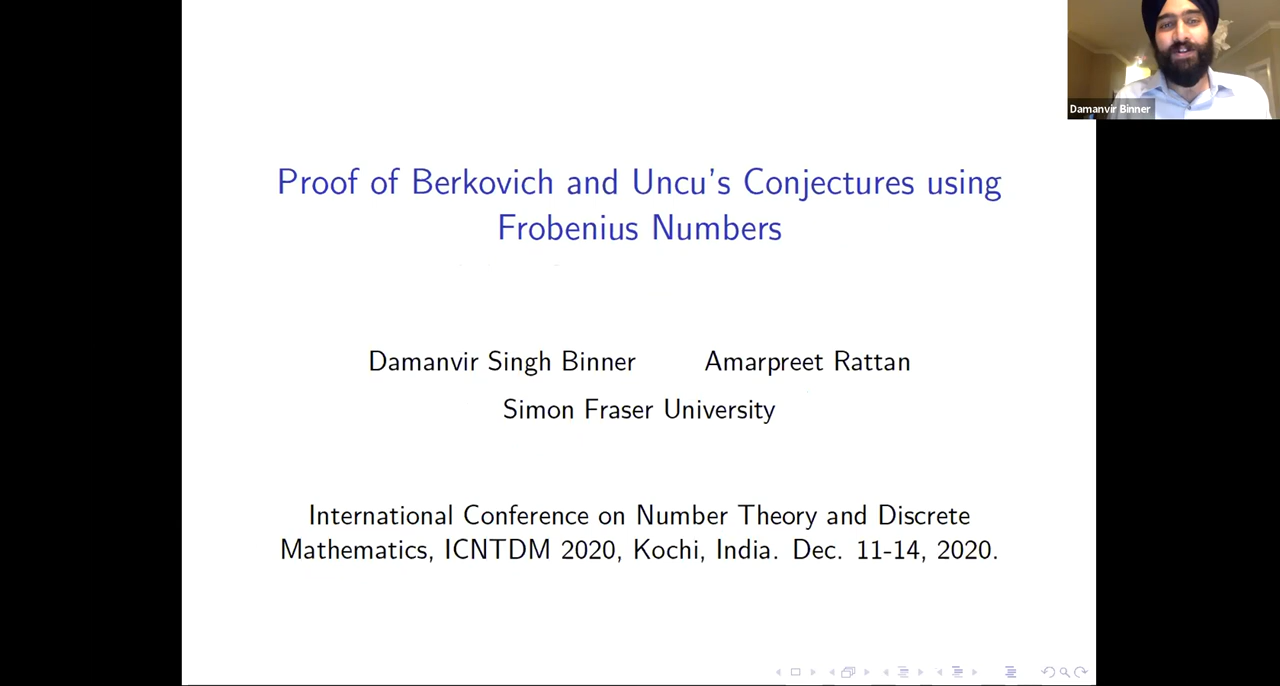 Damanvir Binner
Proof of Berkovich and Uncu's Conjectures using
Frobenius Numbers
Damanvir Singh Binner Amarpreet Rattan
Simon Fraser University
International Conference on Number Theory and Discrete
Mathematics, ICNTDM 2020, Kochi, India. Dec. 11-14, 2020.